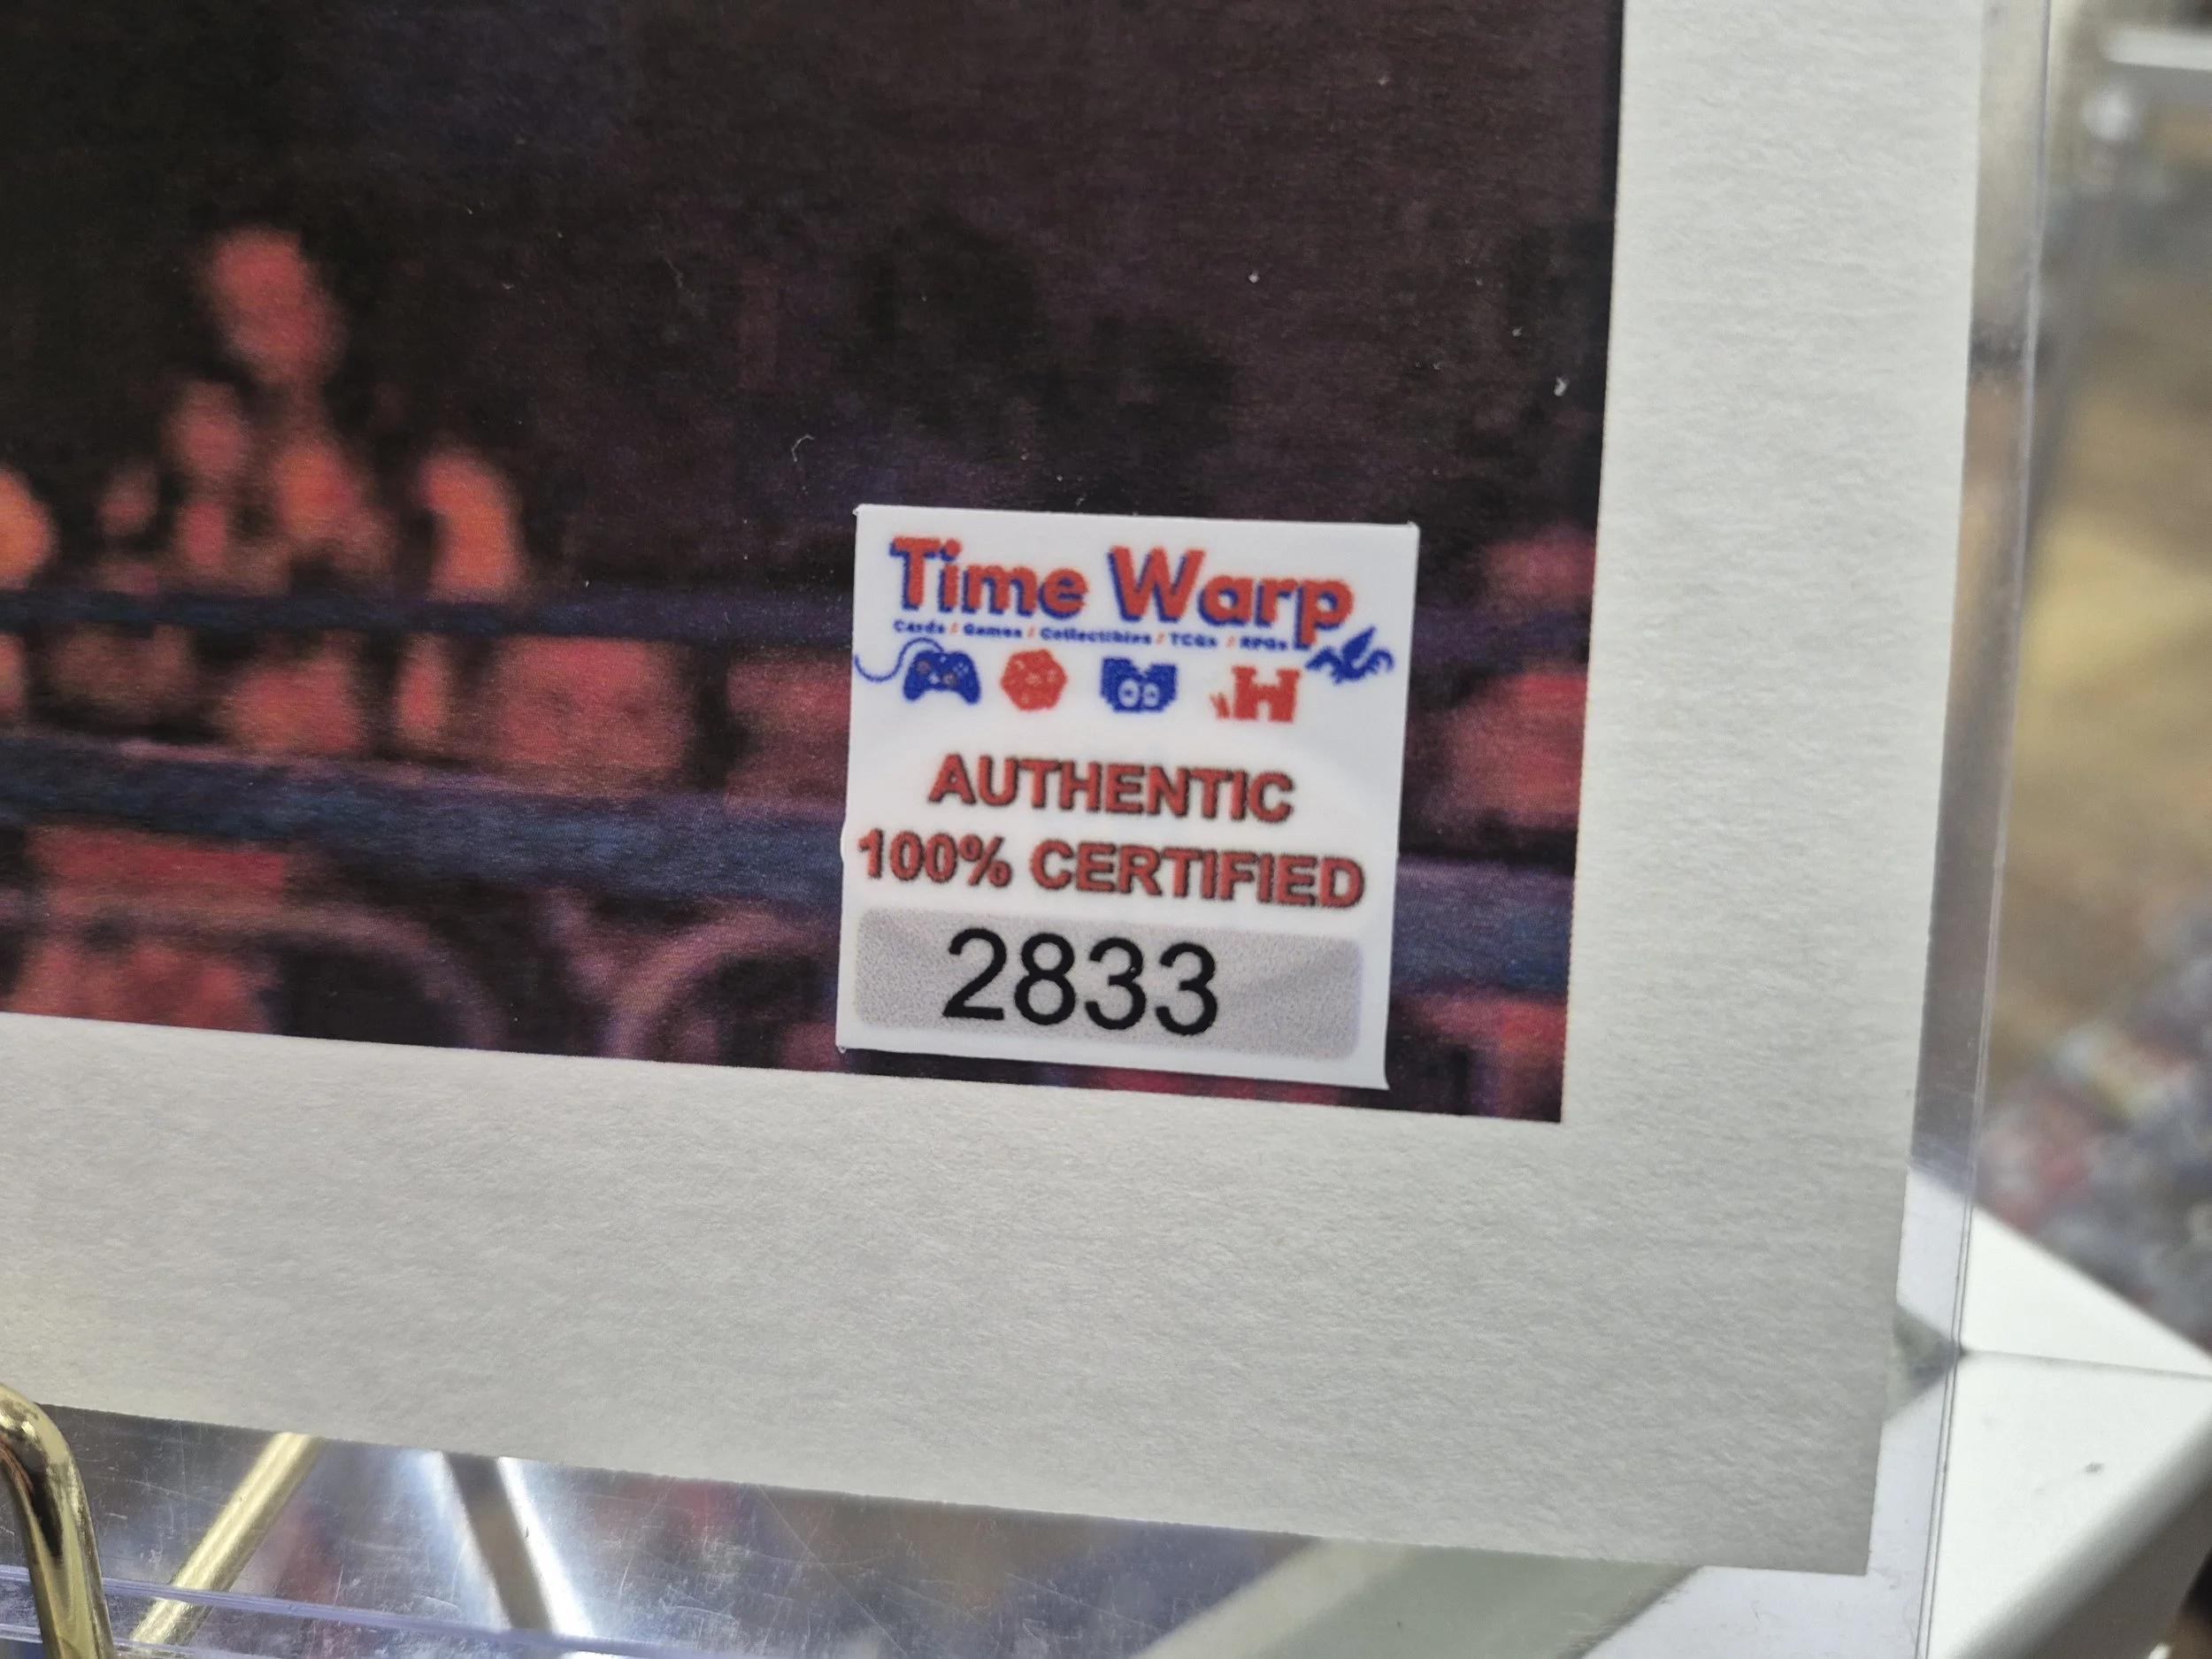 Time Warp
Cards / Games / Collectibles / TCGs / RPGs
AUTHENTIC
100% CERTIFIED
2833